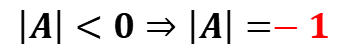 |A| < 0 ⇒ |A| = − 1